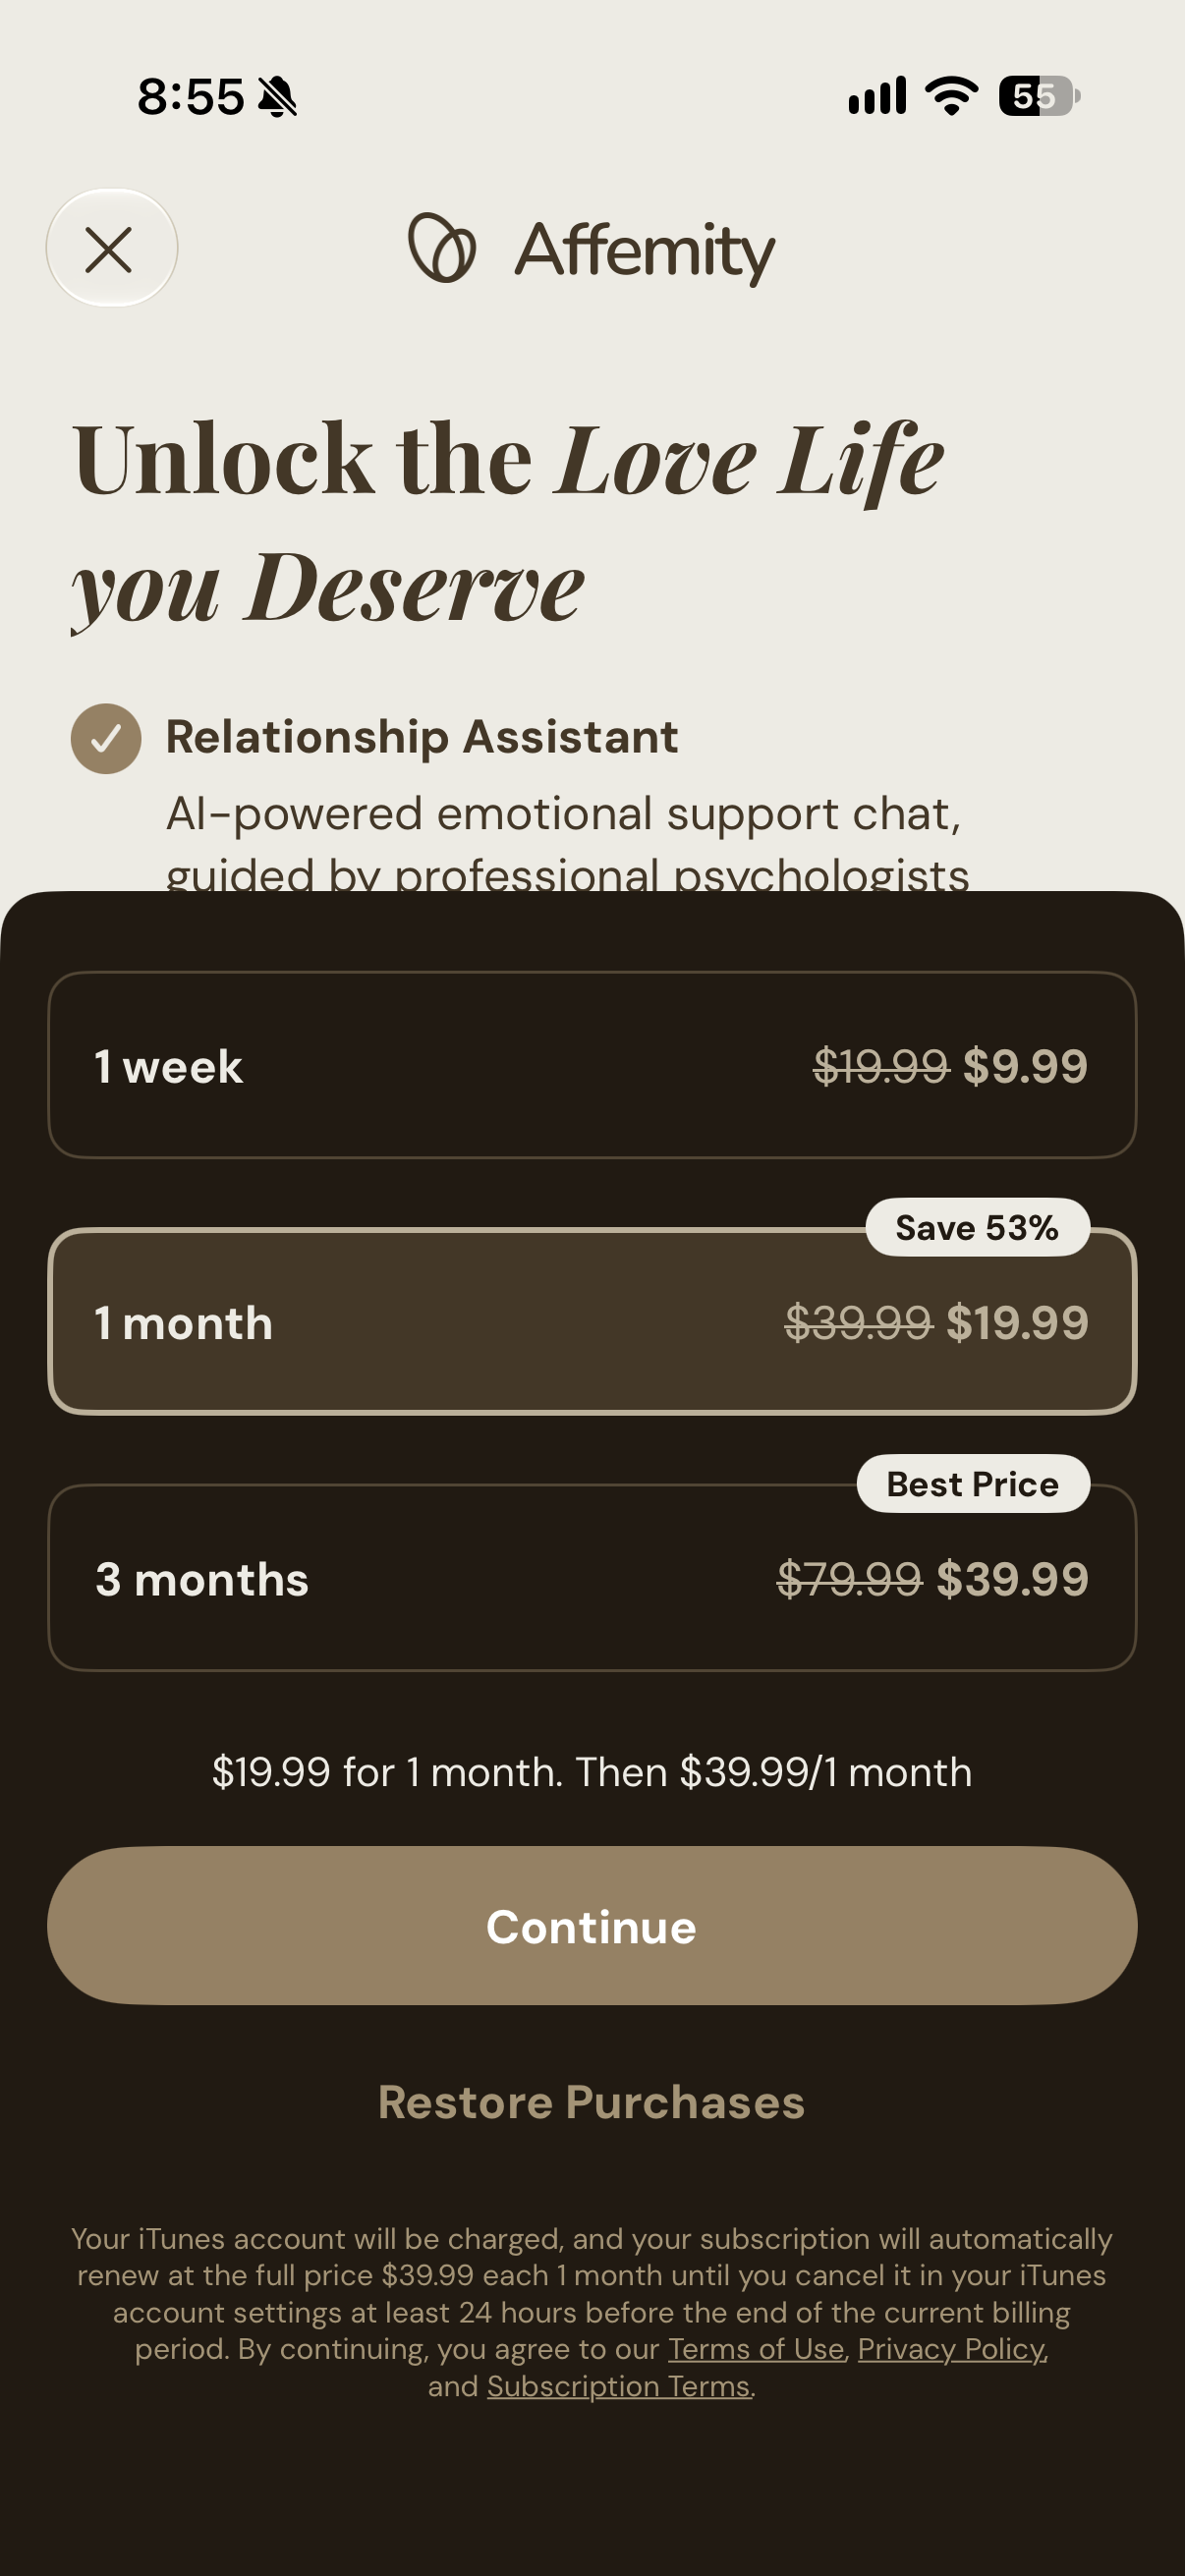 8:55
55
Affemity
Unlock the Love Life
you Deserve
Relationship Assistant
AI-powered emotional support chat,
guided by professional psychologists
1 week
$19.99 $9.99
Save 53%
1 month
$39.99 $19.99
Best Price
3 months
$79.99 $39.99
$19.99 for 1 month. Then $39.99/1 month
Continue
Restore Purchases
Your iTunes account will be charged, and your subscription will automatically
renew at the full price $39.99 each 1 month until you cancel it in your iTunes
account settings at least 24 hours before the end of the current billing
period. By continuing, you agree to our Terms of Use, Privacy Policy,
and Subscription Terms.